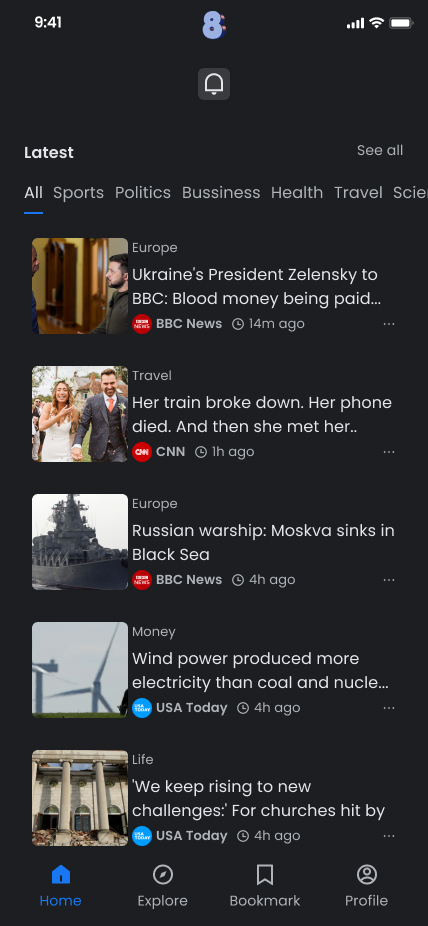 9:41
8
Latest
See all
All Sports Politics Bussiness Health Travel Scie
Europe
Ukraine's President Zelensky to
BBC: Blood money being paid...
BBC NEWS BBC News 14m ago
Travel
Her train broke down. Her phone
died. And then she met her..
CNN CNN 1h ago
Europe
Russian warship: Moskva sinks in
Black Sea
BBC NEWS BBC News 4h ago
Money
Wind power produced more
electricity than coal and nucle...
USA TODAY USA Today 4h ago
Life
'We keep rising to new
challenges:' For churches hit by
USA TODAY USA Today 4h ago
Home Explore Bookmark Profile